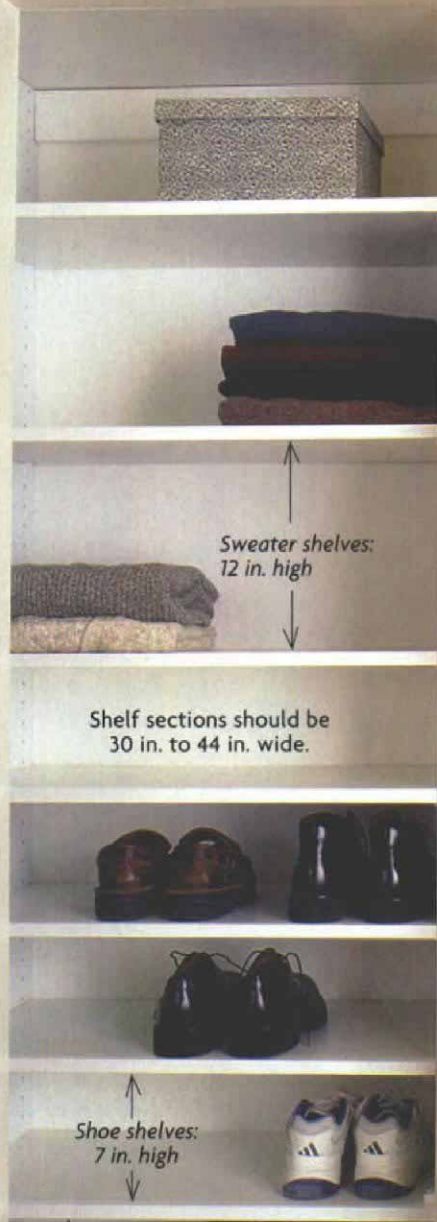 Sweater shelves:
12 in. high
Shelf sections should be
30 in. to 44 in. wide.
Shoe shelves:
7 in. high